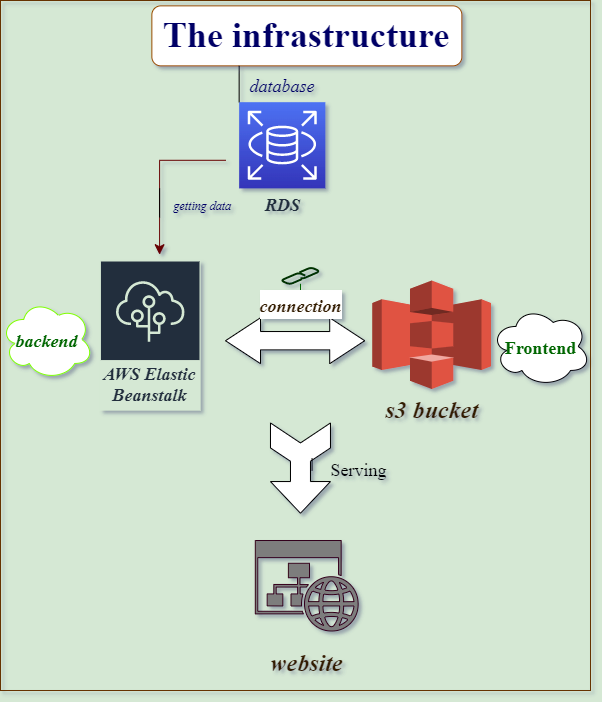 The infrastructure
database
RDS
getting data
connection
backend
AWS Elastic
Beanstalk
Frontend
s3 bucket
Serving
website